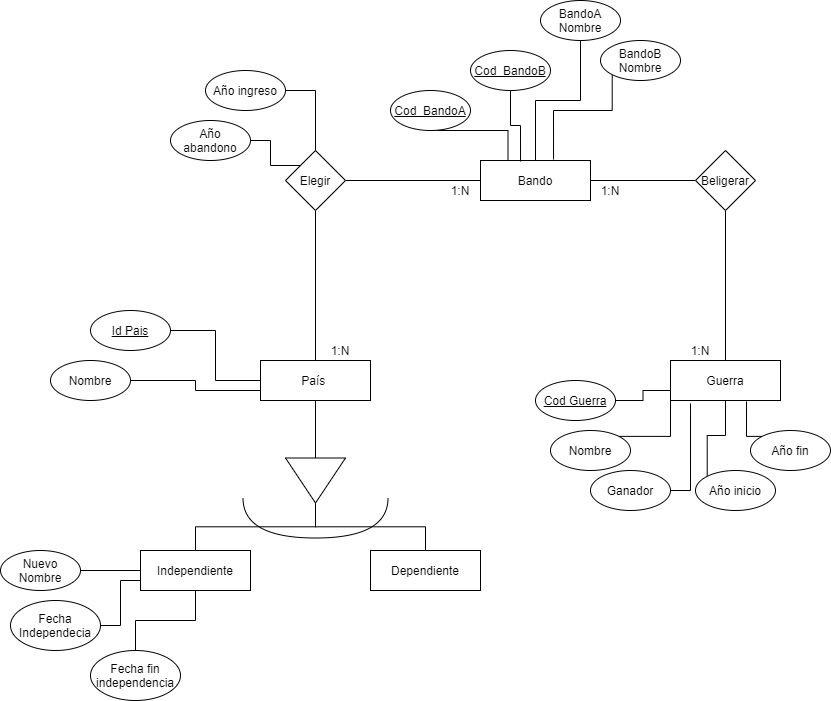 BandoA
Nombre
BandoB
Nombre
Cod_BandoB
Año ingreso
Cod_BandoA
Año
abandono
Elegir
Bando
Beligerar
1:N
1:N
Id Pais
1:N
1:N
Nombre
País
Guerra
Cod Guerra
Nombre
Año fin
Ganador
Año inicio
Nuevo
Nombre
Independiente
Dependiente
Fecha
Independecia
Fecha fin
independencia